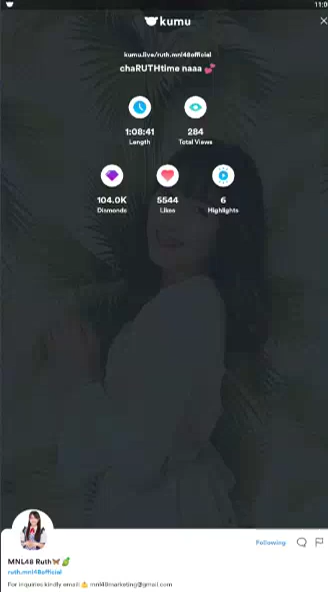 11:0
kumu
kumu.live/ruth.mnl48official
chaRUTHtime naaa 💕
1:08:41
Length
284
Total Views
104.0K
Diamonds
5544
Likes
6
Highlights
Following
MNL48 Ruth🦋🥒
ruth.mnl48official
For inquiries kindly email 📩 mnl48marketing@gmail.com